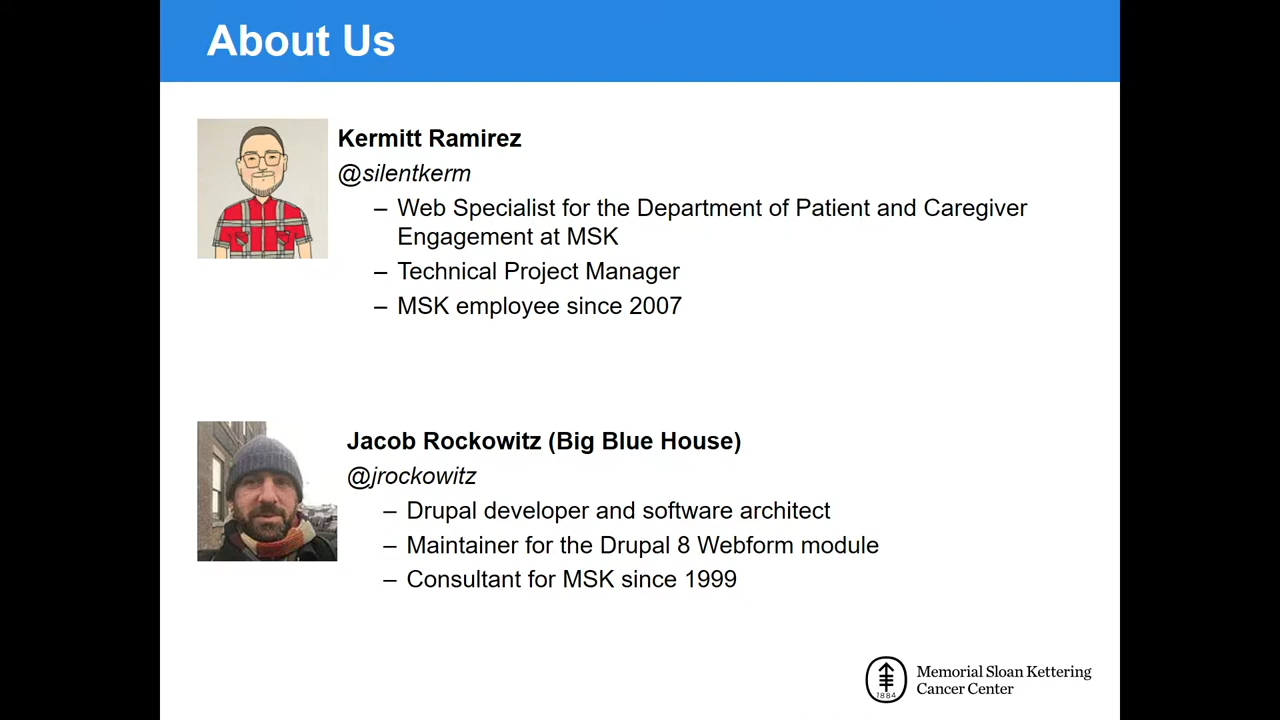 About Us
Kermitt Ramirez
@silentkerm
– Web Specialist for the Department of Patient and Caregiver
Engagement at MSK
– Technical Project Manager
– MSK employee since 2007
Jacob Rockowitz (Big Blue House)
@jrockowitz
– Drupal developer and software architect
– Maintainer for the Drupal 8 Webform module
– Consultant for MSK since 1999
1884
Memorial Sloan Kettering
Cancer Center